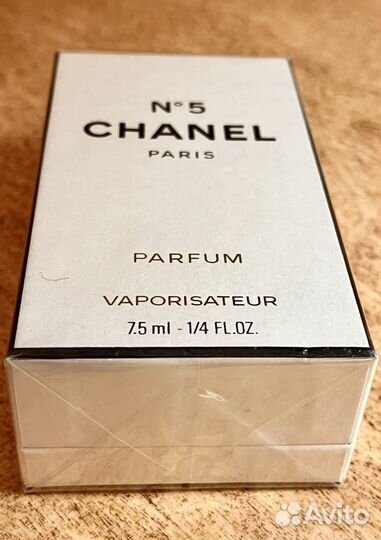 N°5
CHANEL
PARIS
PARFUM
VAPORISATEUR
7.5 ml - 1/4 FL.OZ.
Avito